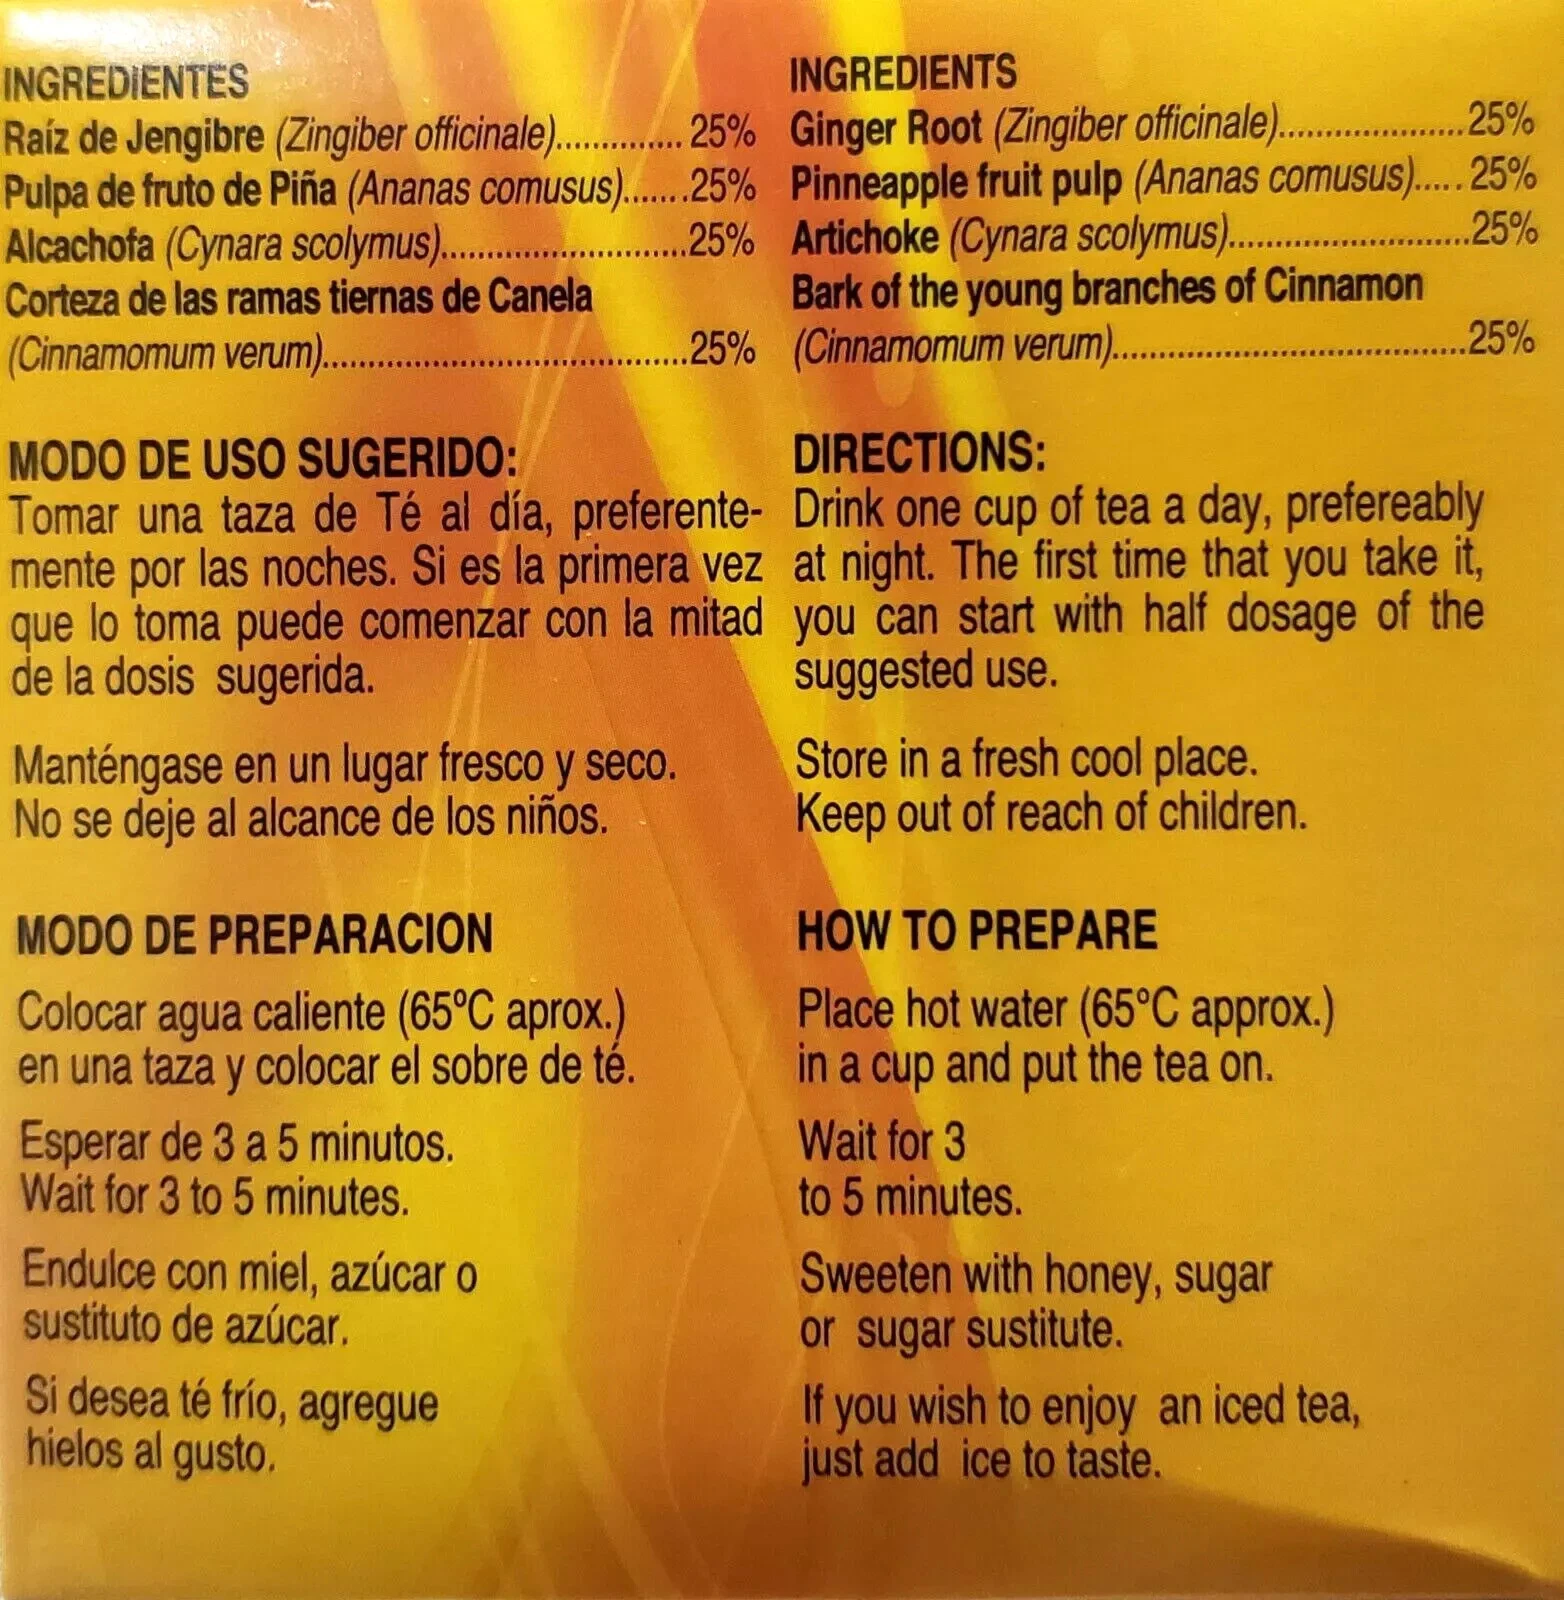 INGREDIENTES
Raíz de Jengibre (Zingiber officinale).............. 25%
Pulpa de fruto de Piña (Ananas comusus).......25%
Alcachofa (Cynara scolymus)...........................25%
Corteza de las ramas tiernas de Canela
(Cinnamomum verum).......................................25%
MODO DE USO SUGERIDO:
Tomar una taza de Té al día, preferente-
mente por las noches. Si es la primera vez
que lo toma puede comenzar con la mitad
de la dosis sugerida.
Manténgase en un lugar fresco y seco.
No se deje al alcance de los niños.
MODO DE PREPARACION
Colocar agua caliente (65ºC aprox.)
en una taza y colocar el sobre de té.
Esperar de 3 a 5 minutos.
Wait for 3 to 5 minutes.
Endulce con miel, azúcar o
sustituto de azúcar.
Si desea té frío, agregue
hielos al gusto.
INGREDIENTS
Ginger Root (Zingiber officinale)....................25%
Pinneapple fruit pulp (Ananas comusus)..... 25%
Artichoke (Cynara scolymus)..........................25%
Bark of the young branches of Cinnamon
(Cinnamomum verum).......................................25%
DIRECTIONS:
Drink one cup of tea a day, prefereably
at night. The first time that you take it,
you can start with half dosage of the
suggested use.
Store in a fresh cool place.
Keep out of reach of children.
HOW TO PREPARE
Place hot water (65ºC approx.)
in a cup and put the tea on.
Wait for 3
to 5 minutes.
Sweeten with honey, sugar
or sugar sustitute.
If you wish to enjoy an iced tea,
just add ice to taste.